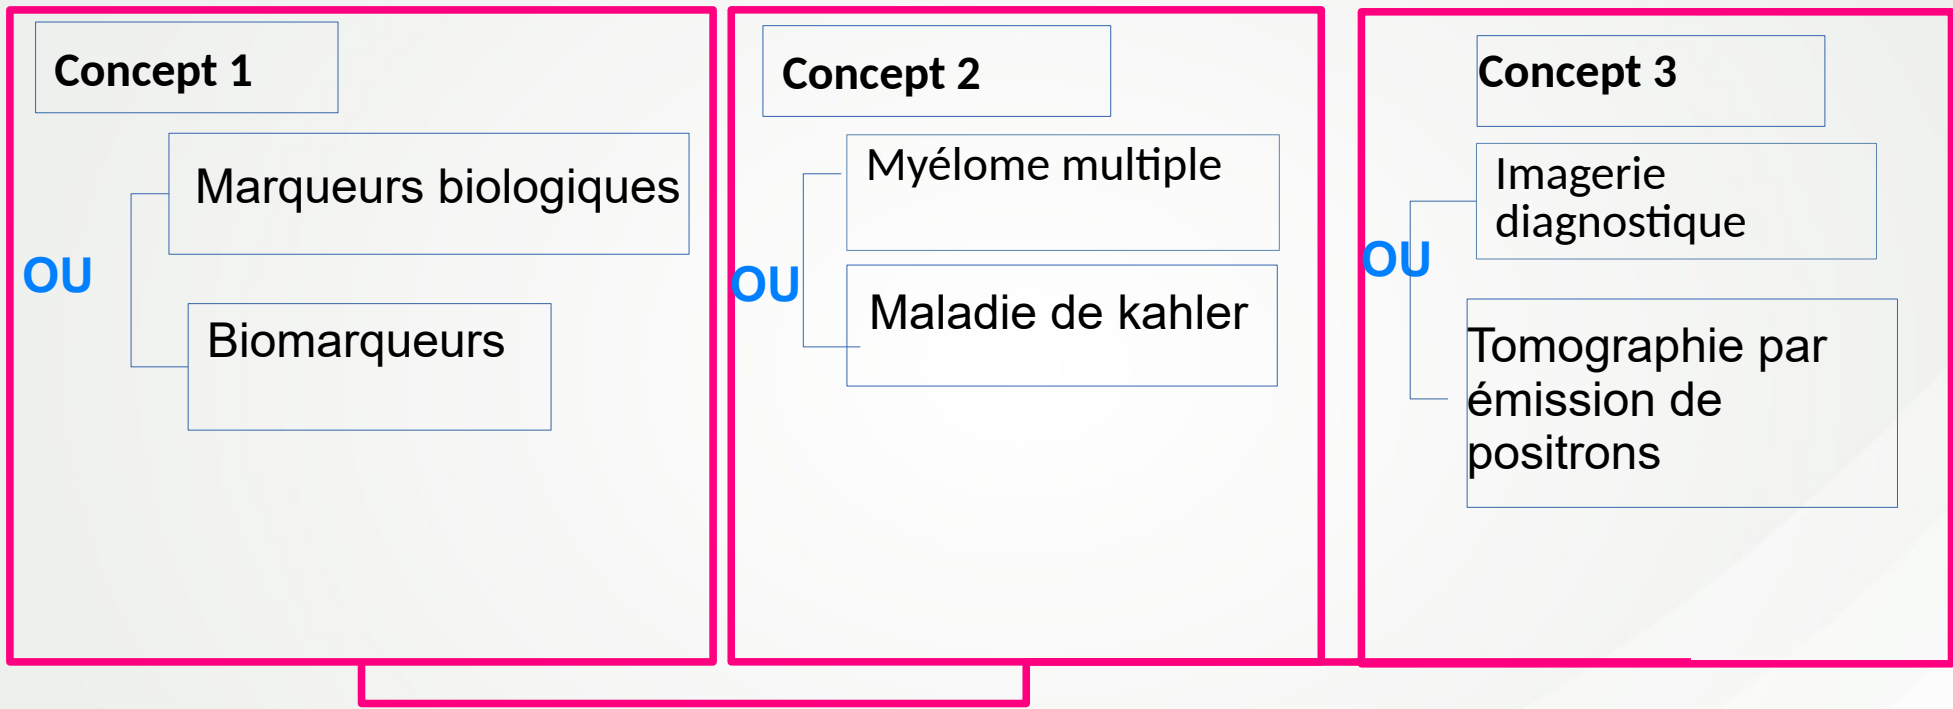 Concept 1
Marqueurs biologiques
OU
Biomarqueurs
Concept 2
Myélome multiple
OU
Maladie de kahler
Concept 3
Imagerie
diagnostique
OU
Tomographie par
émission de
positrons